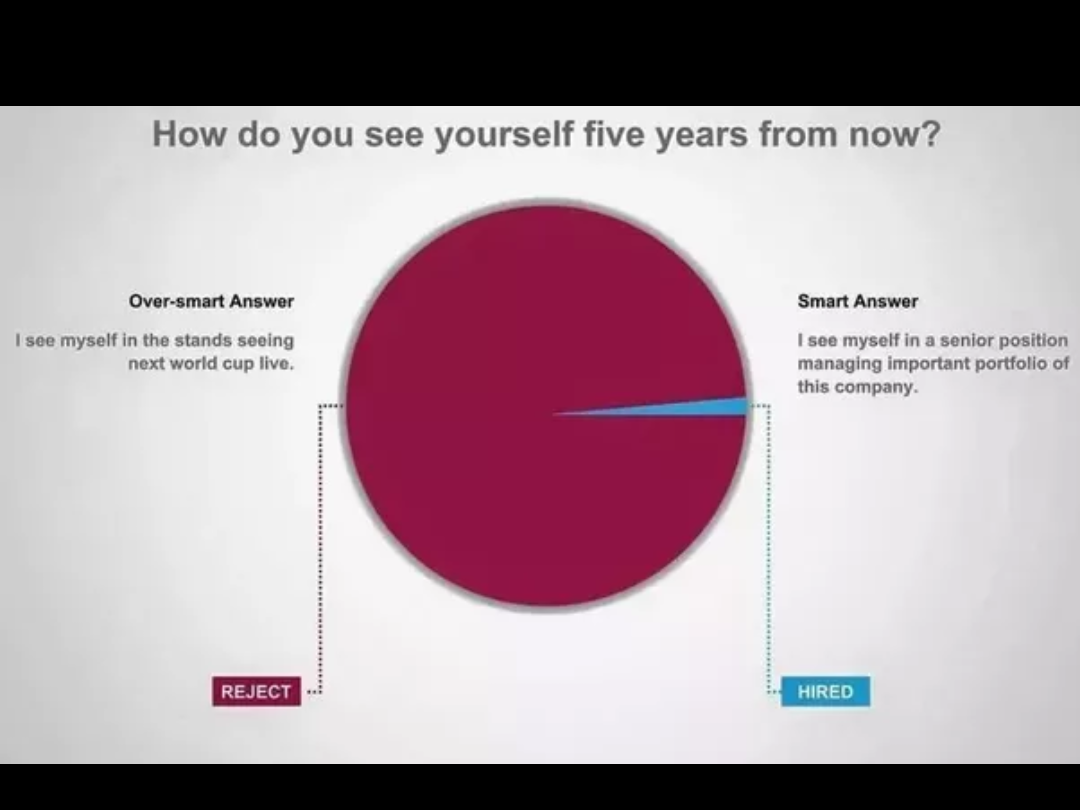 How do you see yourself five years from now?
Over-smart Answer
I see myself in the stands seeing
next world cup live.
Smart Answer
I see myself in a senior position
managing important portfolio of
this company.
REJECT
HIRED